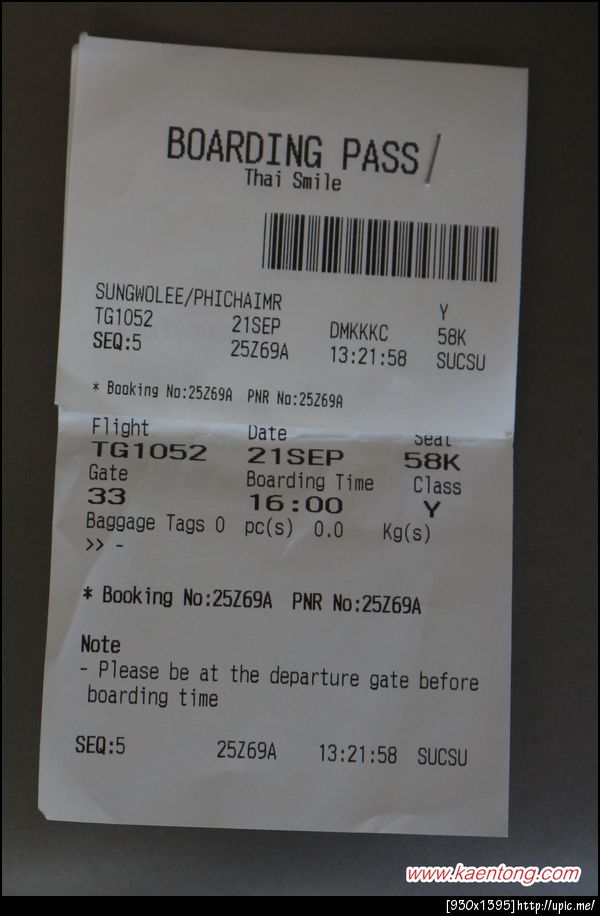 BOARDING PASS/
Thai Smile
SUNGWOLEE/PHICHAIMR Y
TG1052 21SEP DMKKKC 58K
SEQ:5 25Z69A 13:21:58 SUCSU
* Booking No:25Z69A PNR No:25Z69A
Flight Date Seat
TG1052 21SEP 58K
Gate Boarding Time Class
33 16:00 Y
Baggage Tags 0 pc(s) 0.0 Kg(s)
>> -
* Booking No:25Z69A PNR No:25Z69A
Note
- Please be at the departure gate before
boarding time
SEQ:5 25Z69A 13:21:58 SUCSU
www.kaentong.com
[930x1395]http://upic.me/